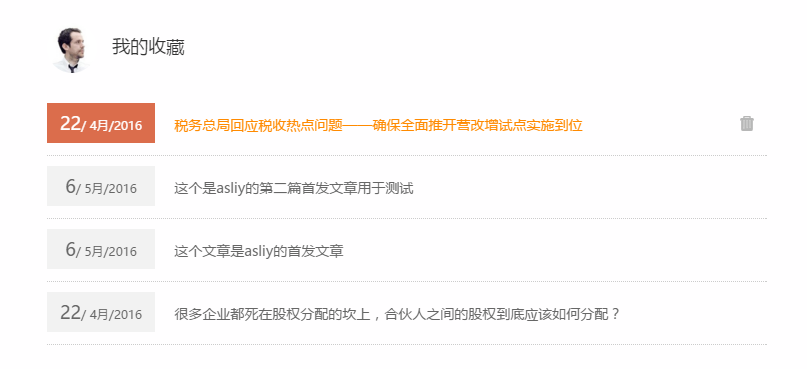 我的收藏
22/ 4月/2016 税务总局回应税收热点问题——确保全面推开营改增试点实施到位
6/ 5月/2016 这个是asliy的第二篇首发文章用于测试
6/ 5月/2016 这个文章是asliy的首发文章
22/ 4月/2016 很多企业都死在股权分配的坎上，合伙人之间的股权到底应该如何分配？